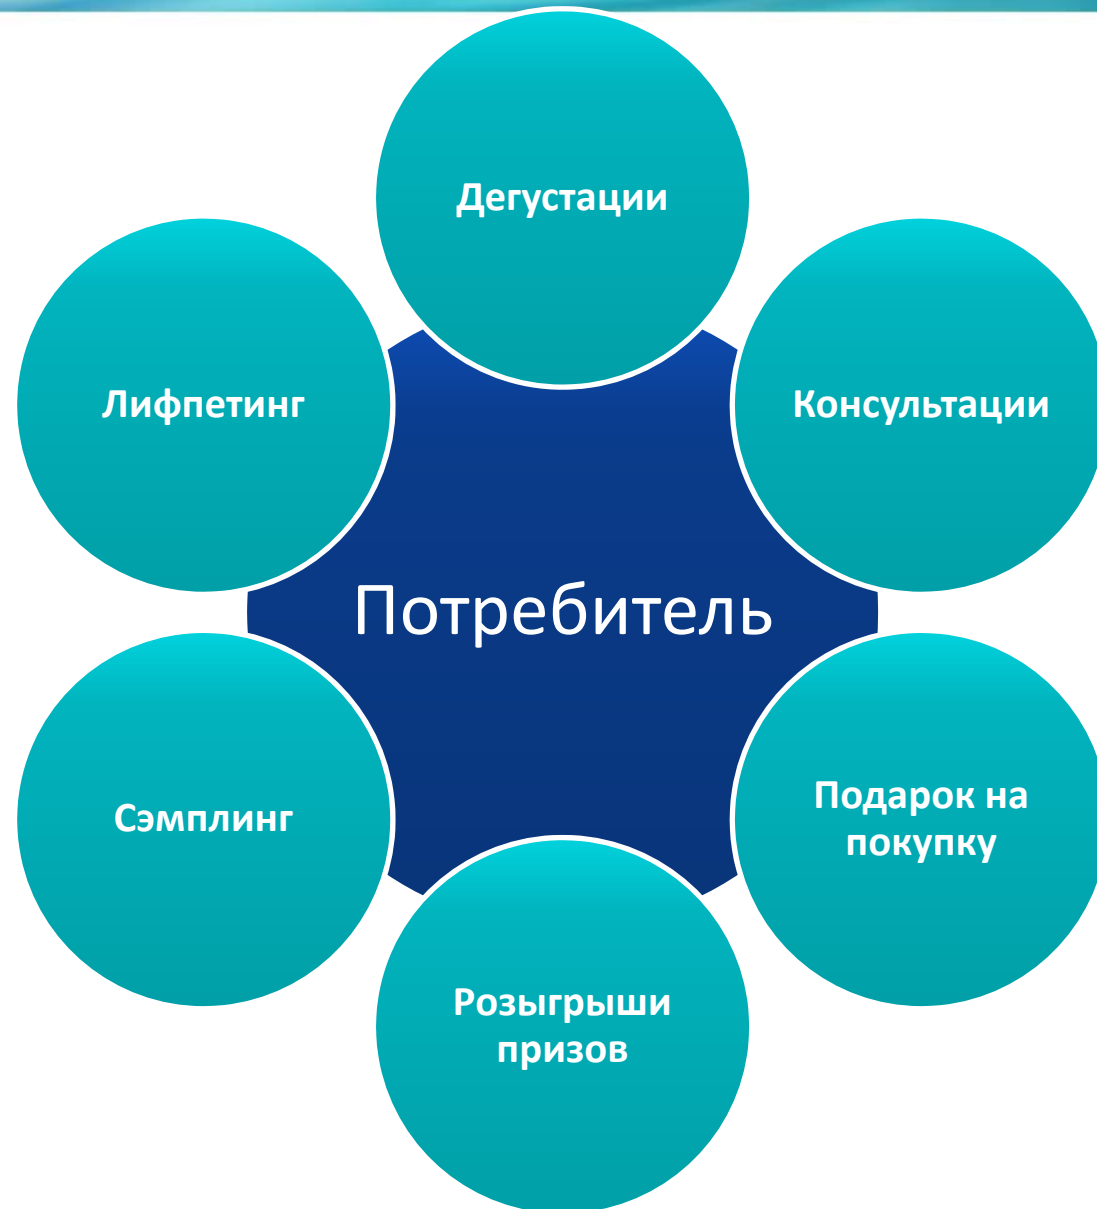 Дегустации
Лифпетинг
Консультации
Потребитель
Сэмплинг
Подарок на
покупку
Розыгрыши
призов